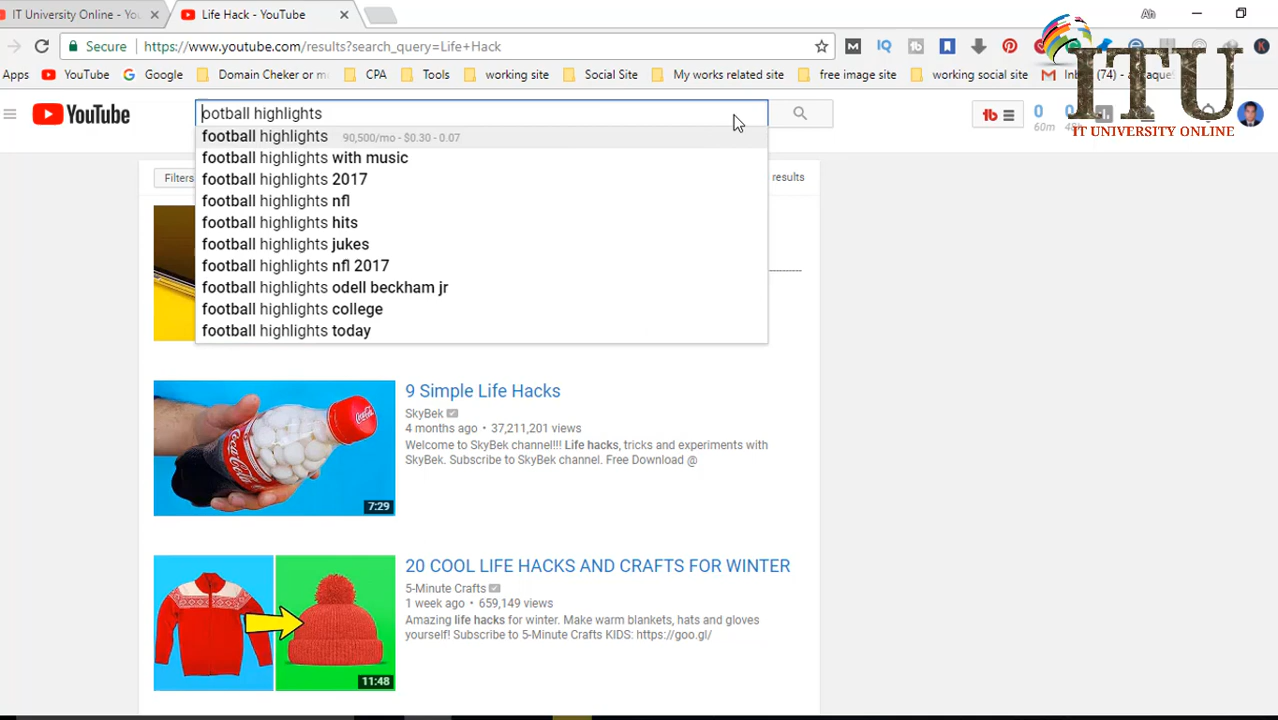 IT University Online - You
Life Hack - YouTube
Ah
Secure
https://www.youtube.com/results?search_query=Life+Hack
Apps
YouTube
Google
Domain Cheker or m
CPA
Tools
working site
Social Site
My works related site
free image site
working social site
Inb (74) -
ITU
IT UNIVERSITY ONLINE
YouTube
ootball highlights
0
60m
football highlights 90,500/mo - $0.30 - 0.07
football highlights with music
football highlights 2017
football highlights nfl
football highlights hits
football highlights jukes
football highlights nfl 2017
football highlights odell beckham jr
football highlights college
football highlights today
Filters
results
9 Simple Life Hacks
SkyBek
4 months ago • 37,211,201 views
Welcome to SkyBek channel!!! Life hacks, tricks and experiments with
SkyBek. Subscribe to SkyBek channel. Free Download @
Coca-Cola
7:29
20 COOL LIFE HACKS AND CRAFTS FOR WINTER
5-Minute Crafts
1 week ago • 659,149 views
Amazing life hacks for winter. Make warm blankets, hats and gloves
yourself! Subscribe to 5-Minute Crafts KIDS: https://goo.gl/
11:48